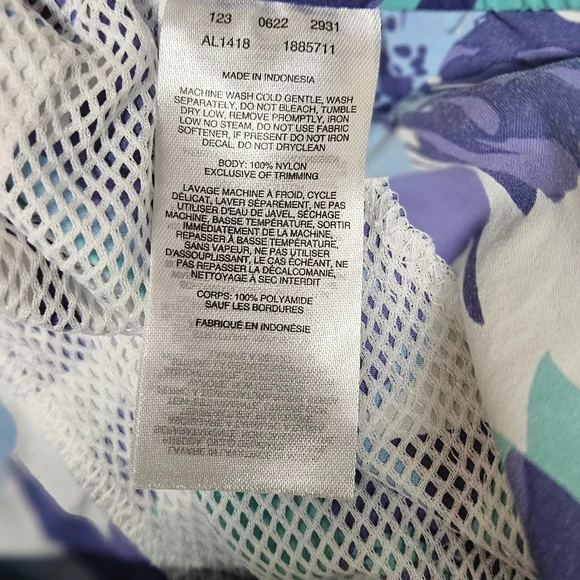 123 0622 2931
AL1418 1885711
MADE IN INDONESIA
MACHINE WASH COLD GENTLE, WASH
SEPARATELY, DO NOT BLEACH, TUMBLE
DRY LOW, REMOVE PROMPTLY, IRON
LOW NO STEAM, DO NOT USE FABRIC
SOFTENER, IF PRESENT DO NOT IRON
DECAL, DO NOT DRYCLEAN
BODY: 100% NYLON
EXCLUSIVE OF TRIMMING
LAVAGE MACHINE À FROID, CYCLE
DÉLICAT, LAVER SÉPARÉMENT, NE PAS
UTILISER D'EAU DE JAVEL, SÉCHAGE
MACHINE, BASSE TEMPÉRATURE, SORTIR
IMMÉDIATEMENT DE LA MACHINE,
REPASSER À BASSE TEMPÉRATURE,
SANS VAPEUR, NE PAS UTILISER
D'ASSOUPLISSANT, LE CAS ÉCHÉANT, NE
PAS REPASSER LA DÉCALCOMANIE,
NETTOYAGE À SEC INTERDIT
CORPS: 100% POLYAMIDE
SAUF LES BORDURES
FABRIQUÉ EN INDONÉSIE